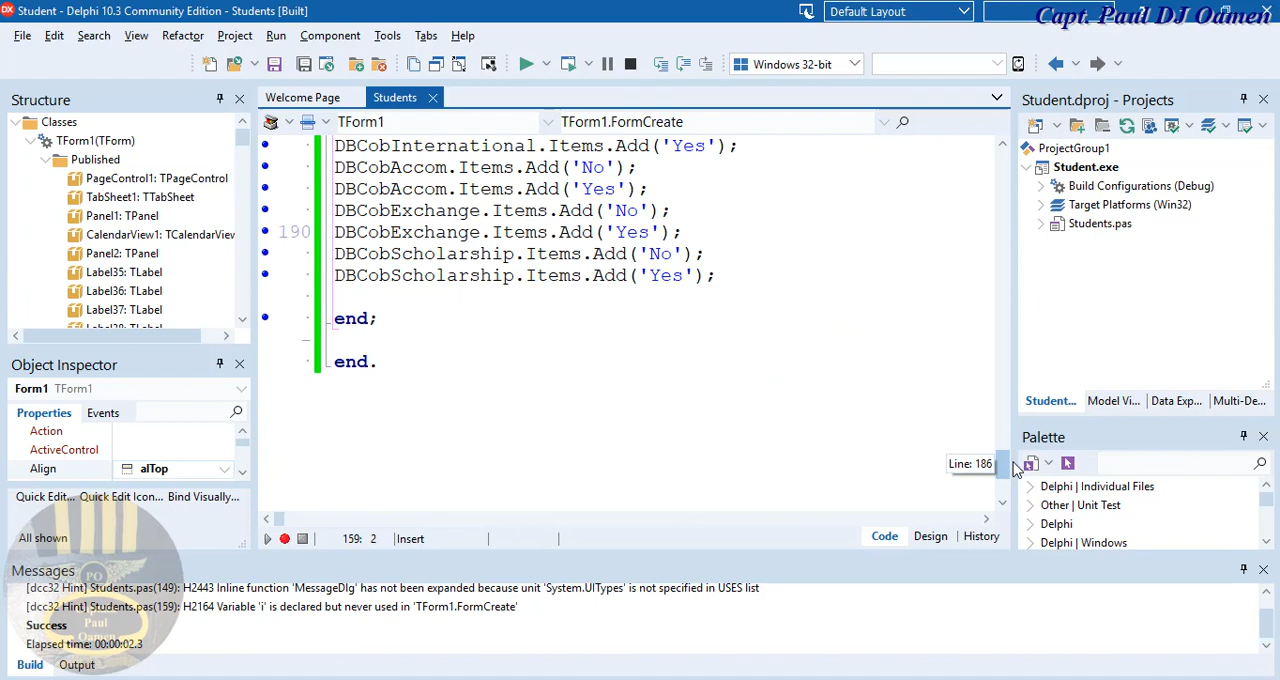 Student - Delphi 10.3 Community Edition - Students [Built]
Default Layout
Capt. Paul DJ Oamen
File Edit Search View Refactor Project Run Component Tools Tabs Help
Windows 32-bit
Structure
Classes
TForm1(TForm)
Published
PageControl1: TPageControl
TabSheet1: TTabSheet
Panel1: TPanel
CalendarView1: TCalendarView
Panel2: TPanel
Label35: TLabel
Label36: TLabel
Label37: TLabel
Label38: TLabel
Object Inspector
Form1 TForm1
Properties Events
Action
ActiveControl
Align alTop
Quick Edit... Quick Edit Icon... Bind Visually...
All shown
Welcome Page Students
TForm1 TForm1.FormCreate
DBCobInternational.Items.Add('Yes');
DBCobAccom.Items.Add('No');
DBCobAccom.Items.Add('Yes');
DBCobExchange.Items.Add('No');
190 DBCobExchange.Items.Add('Yes');
DBCobScholarship.Items.Add('No');
DBCobScholarship.Items.Add('Yes');
end;
end.
Line: 186
159: 2 Insert
Code Design History
Student.dproj - Projects
ProjectGroup1
Student.exe
Build Configurations (Debug)
Target Platforms (Win32)
Students.pas
Student... Model Vi... Data Exp... Multi-De...
Palette
Delphi | Individual Files
Other | Unit Test
Delphi
Delphi | Windows
Messages
[dcc32 Hint] Students.pas(149): H2443 Inline function 'MessageDlg' has not been expanded because unit 'System.UITypes' is not specified in USES list
[dcc32 Hint] Students.pas(159): H2164 Variable 'i' is declared but never used in 'TForm1.FormCreate'
Success
Elapsed time: 00:00:02.3
Build Output
PO
Capt
Paul
Oamen